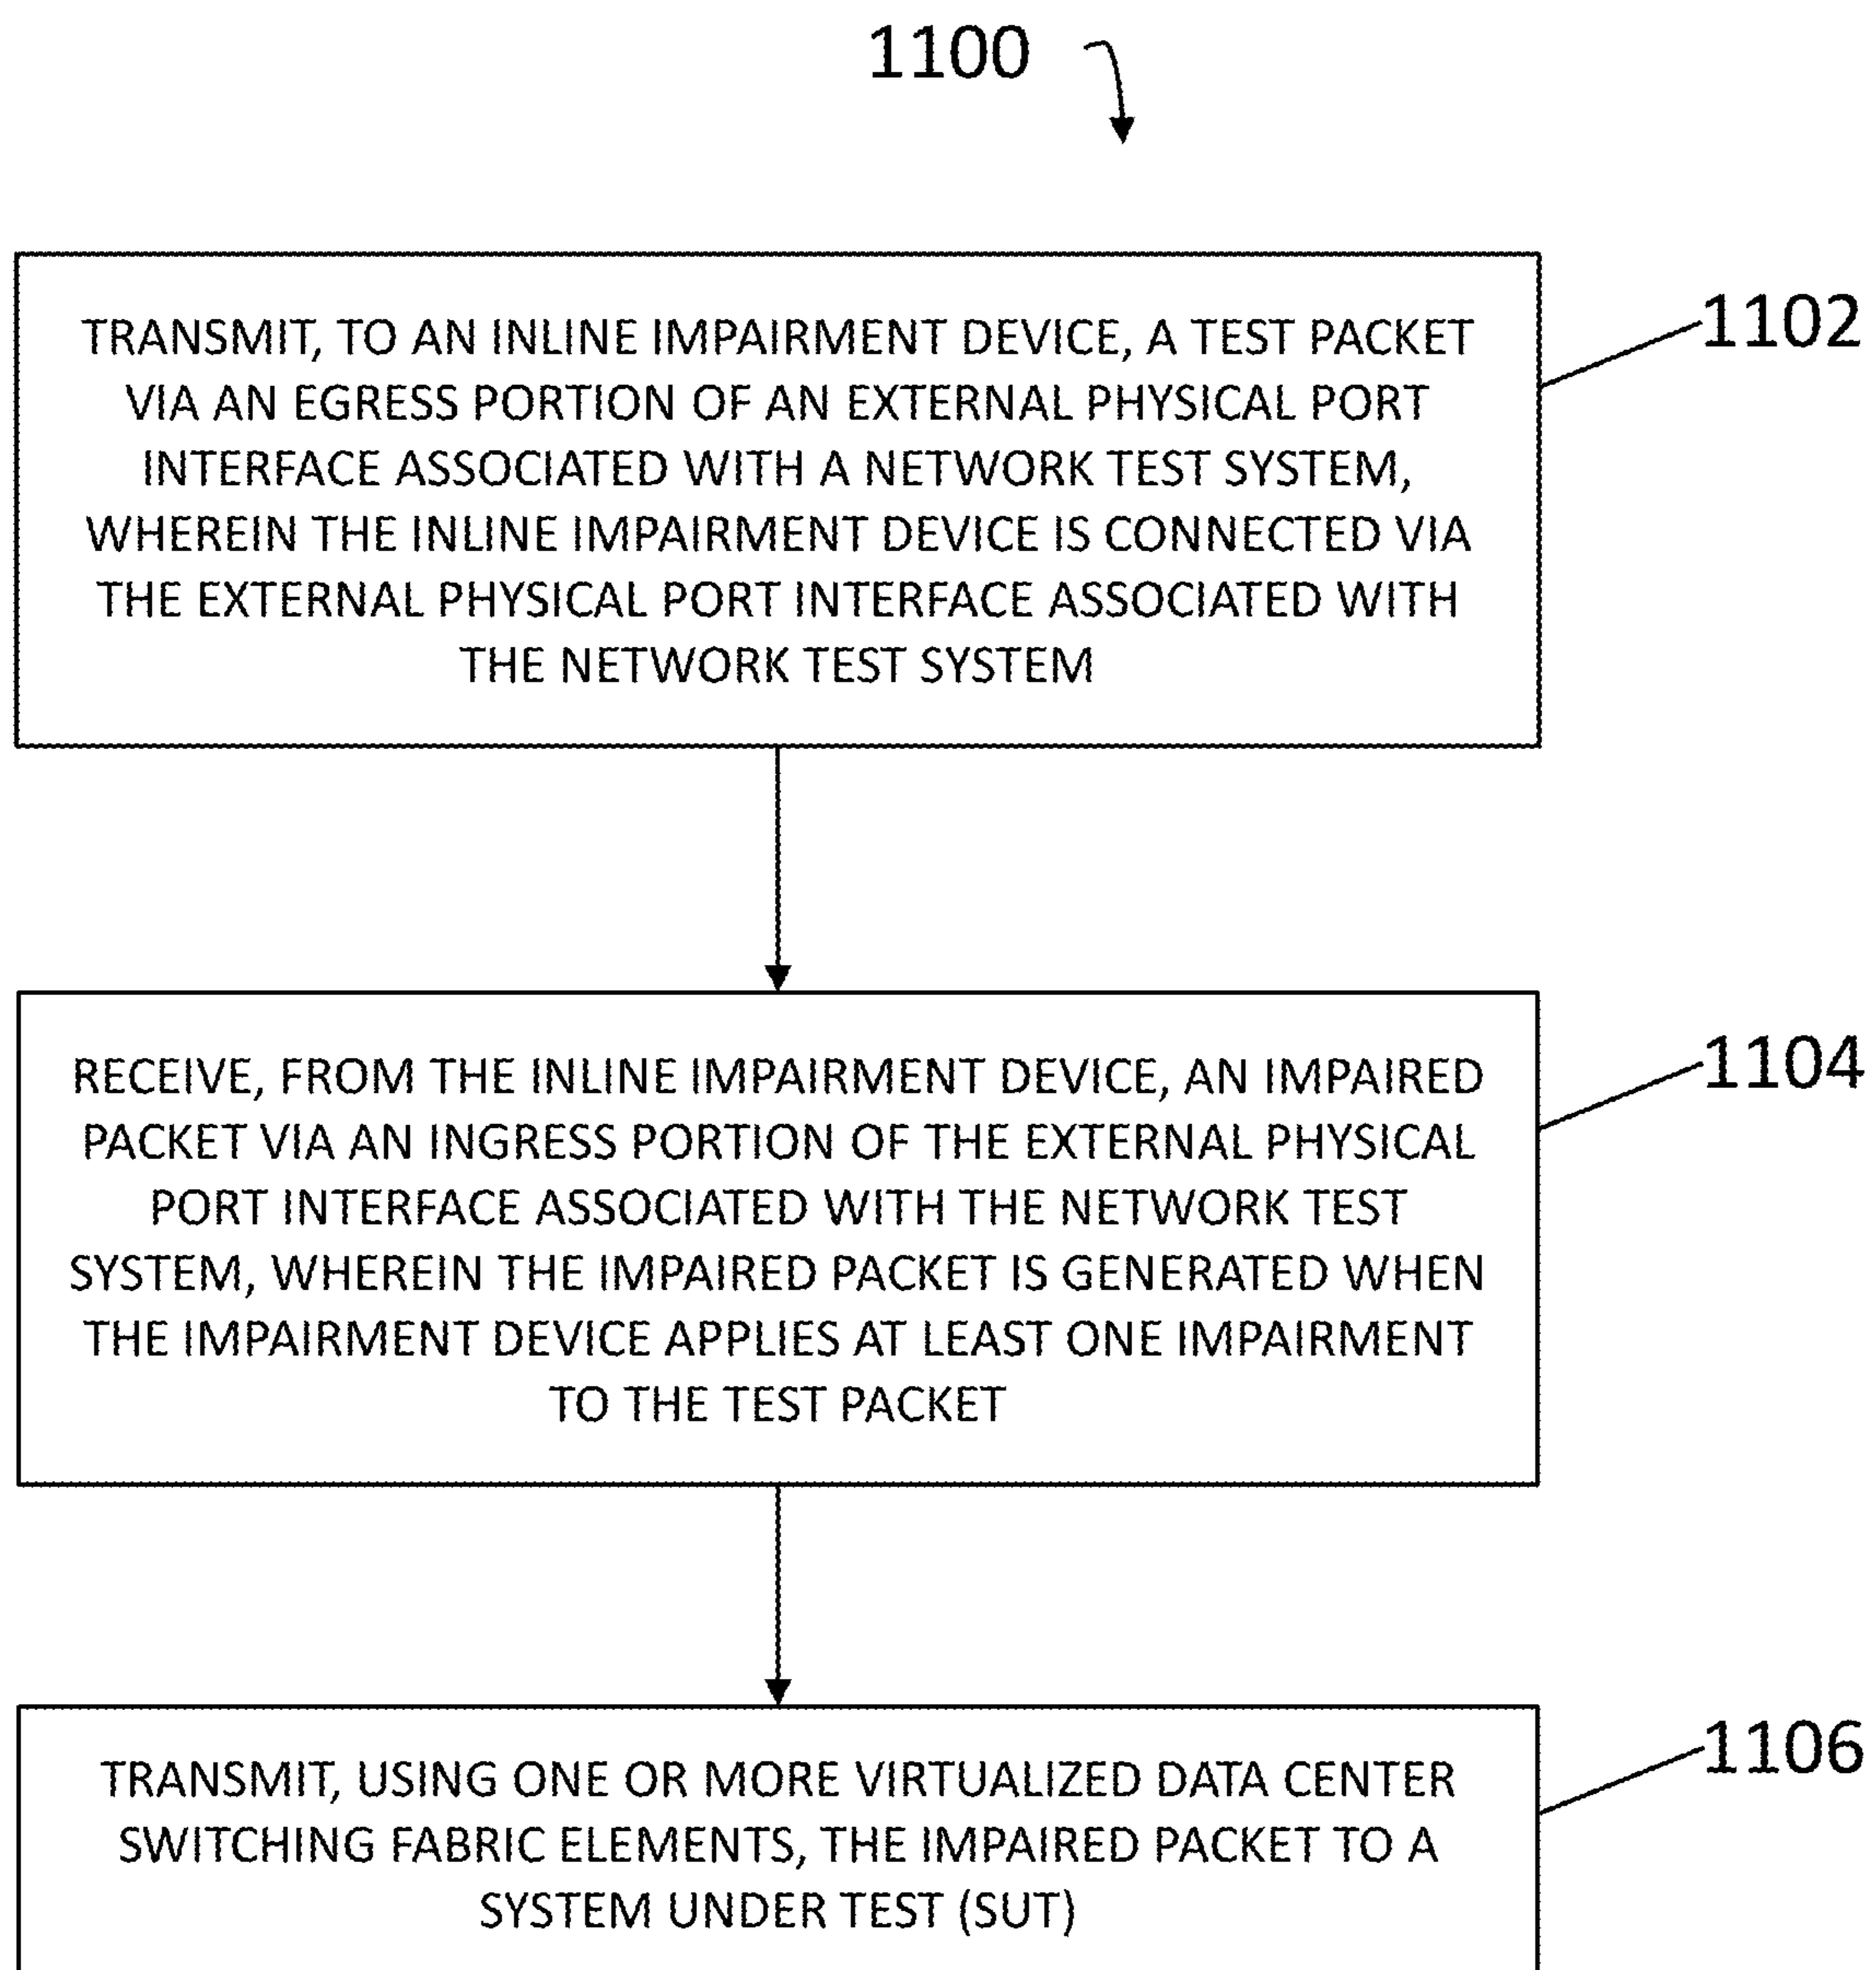 1100
TRANSMIT, TO AN INLINE IMPAIRMENT DEVICE, A TEST PACKET
VIA AN EGRESS PORTION OF AN EXTERNAL PHYSICAL PORT
INTERFACE ASSOCIATED WITH A NETWORK TEST SYSTEM,
WHEREIN THE INLINE IMPAIRMENT DEVICE IS CONNECTED VIA
THE EXTERNAL PHYSICAL PORT INTERFACE ASSOCIATED WITH
THE NETWORK TEST SYSTEM
1102
RECEIVE, FROM THE INLINE IMPAIRMENT DEVICE, AN IMPAIRED
PACKET VIA AN INGRESS PORTION OF THE EXTERNAL PHYSICAL
PORT INTERFACE ASSOCIATED WITH THE NETWORK TEST
SYSTEM, WHEREIN THE IMPAIRED PACKET IS GENERATED WHEN
THE IMPAIRMENT DEVICE APPLIES AT LEAST ONE IMPAIRMENT
TO THE TEST PACKET
1104
TRANSMIT, USING ONE OR MORE VIRTUALIZED DATA CENTER
SWITCHING FABRIC ELEMENTS, THE IMPAIRED PACKET TO A
SYSTEM UNDER TEST (SUT)
1106